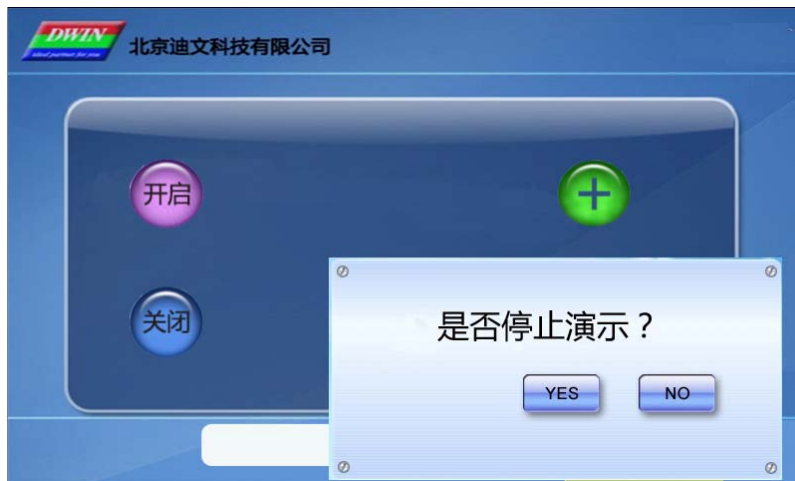 DWIN
北京迪文科技有限公司
开启
+
关闭
是否停止演示？
YES
NO